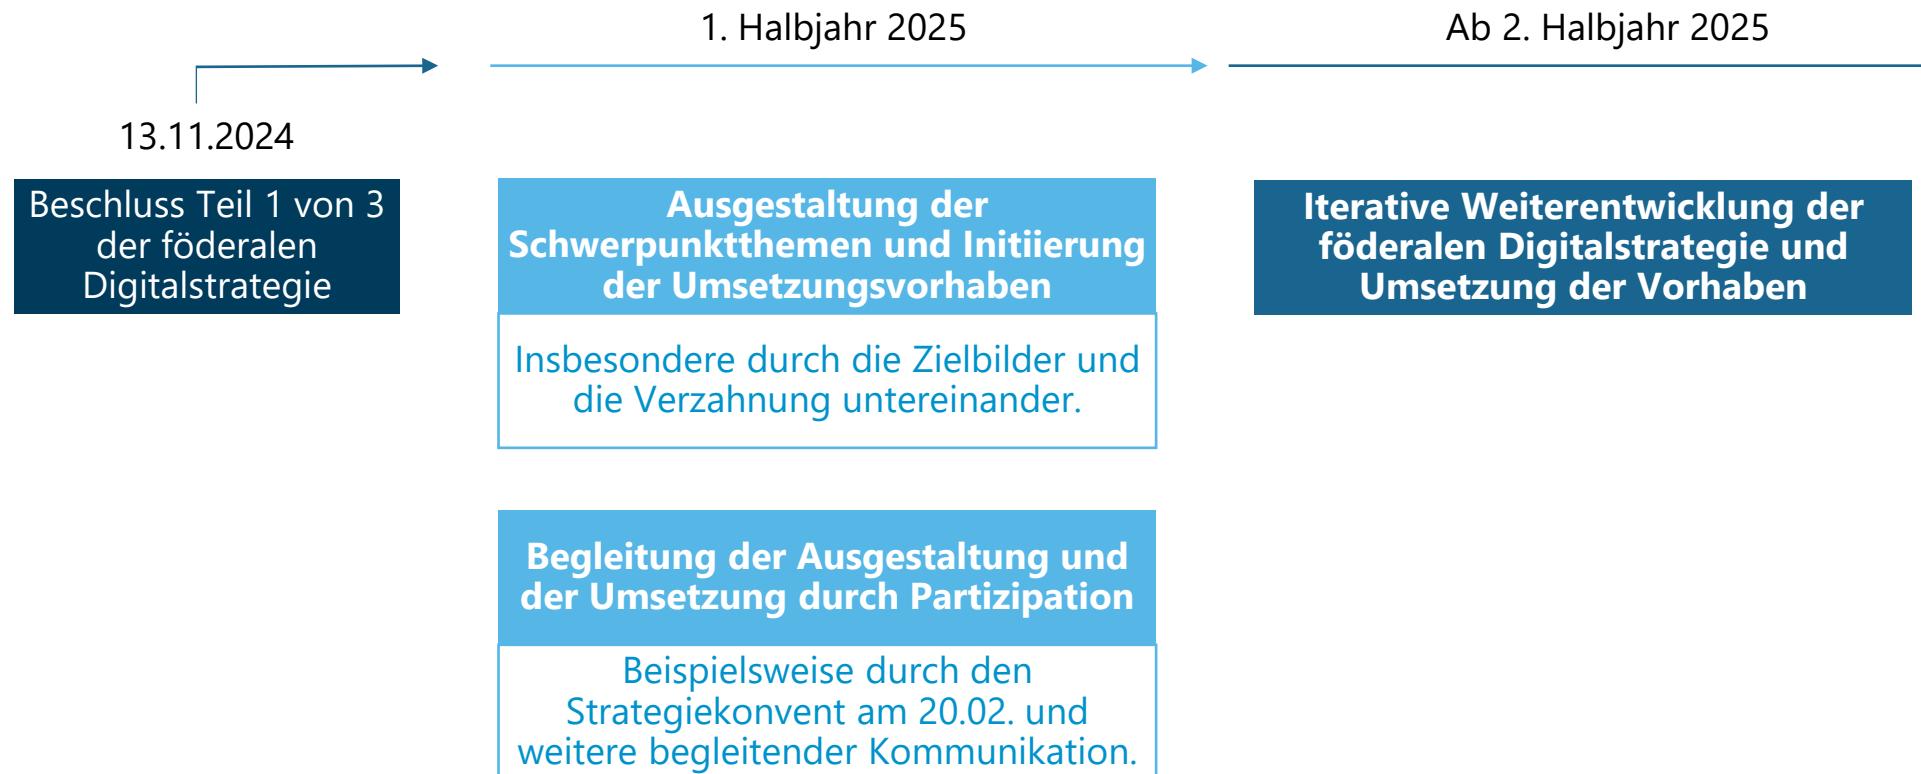 1. Halbjahr 2025
Ab 2. Halbjahr 2025
13.11.2024
Beschluss Teil 1 von 3
der föderalen
Digitalstrategie
Ausgestaltung der
Schwerpunktthemen und Initiierung
der Umsetzungsvorhaben
Insbesondere durch die Zielbilder und
die Verzahnung untereinander.
Begleitung der Ausgestaltung und
der Umsetzung durch Partizipation
Beispielsweise durch den
Strategiekonvent am 20.02. und
weitere begleitender Kommunikation.
Iterative Weiterentwicklung der
föderalen Digitalstrategie und
Umsetzung der Vorhaben